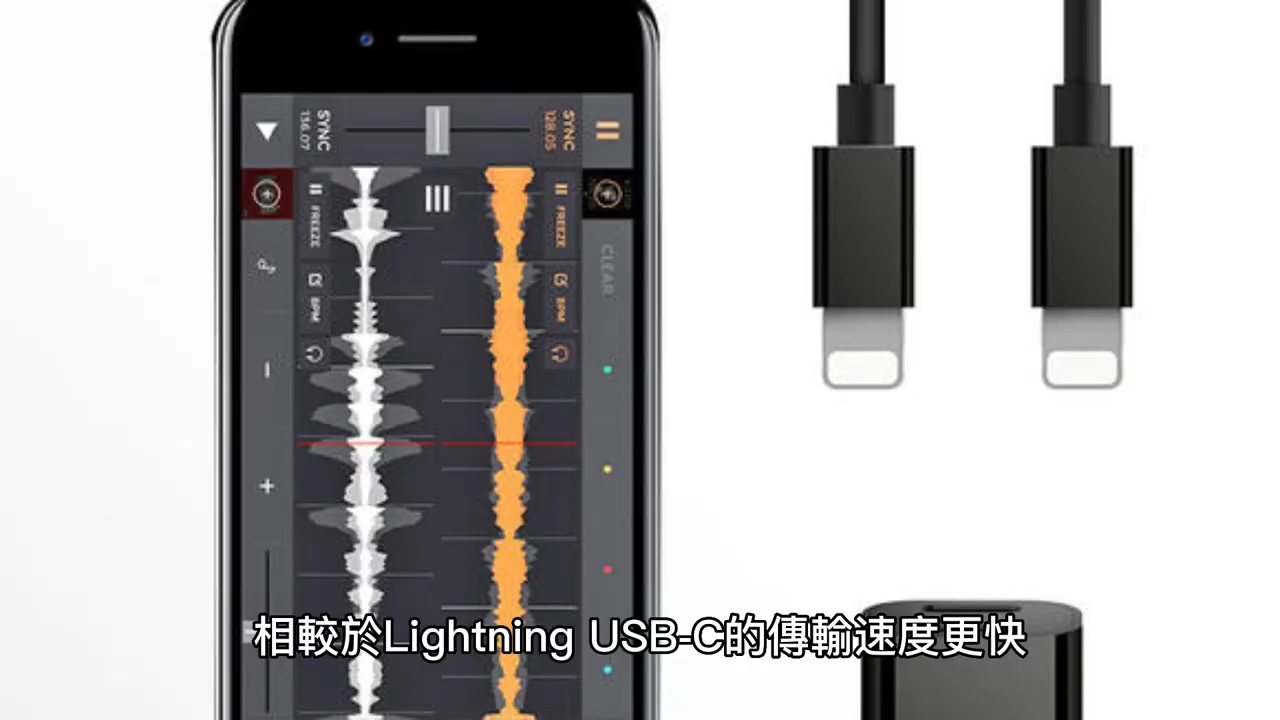 SYNC
128.05
SYNC
136.07
FREEZE
BPM
CLEAR
FREEZE
BPM
相較於Lightning USB-C的傳輸速度更快